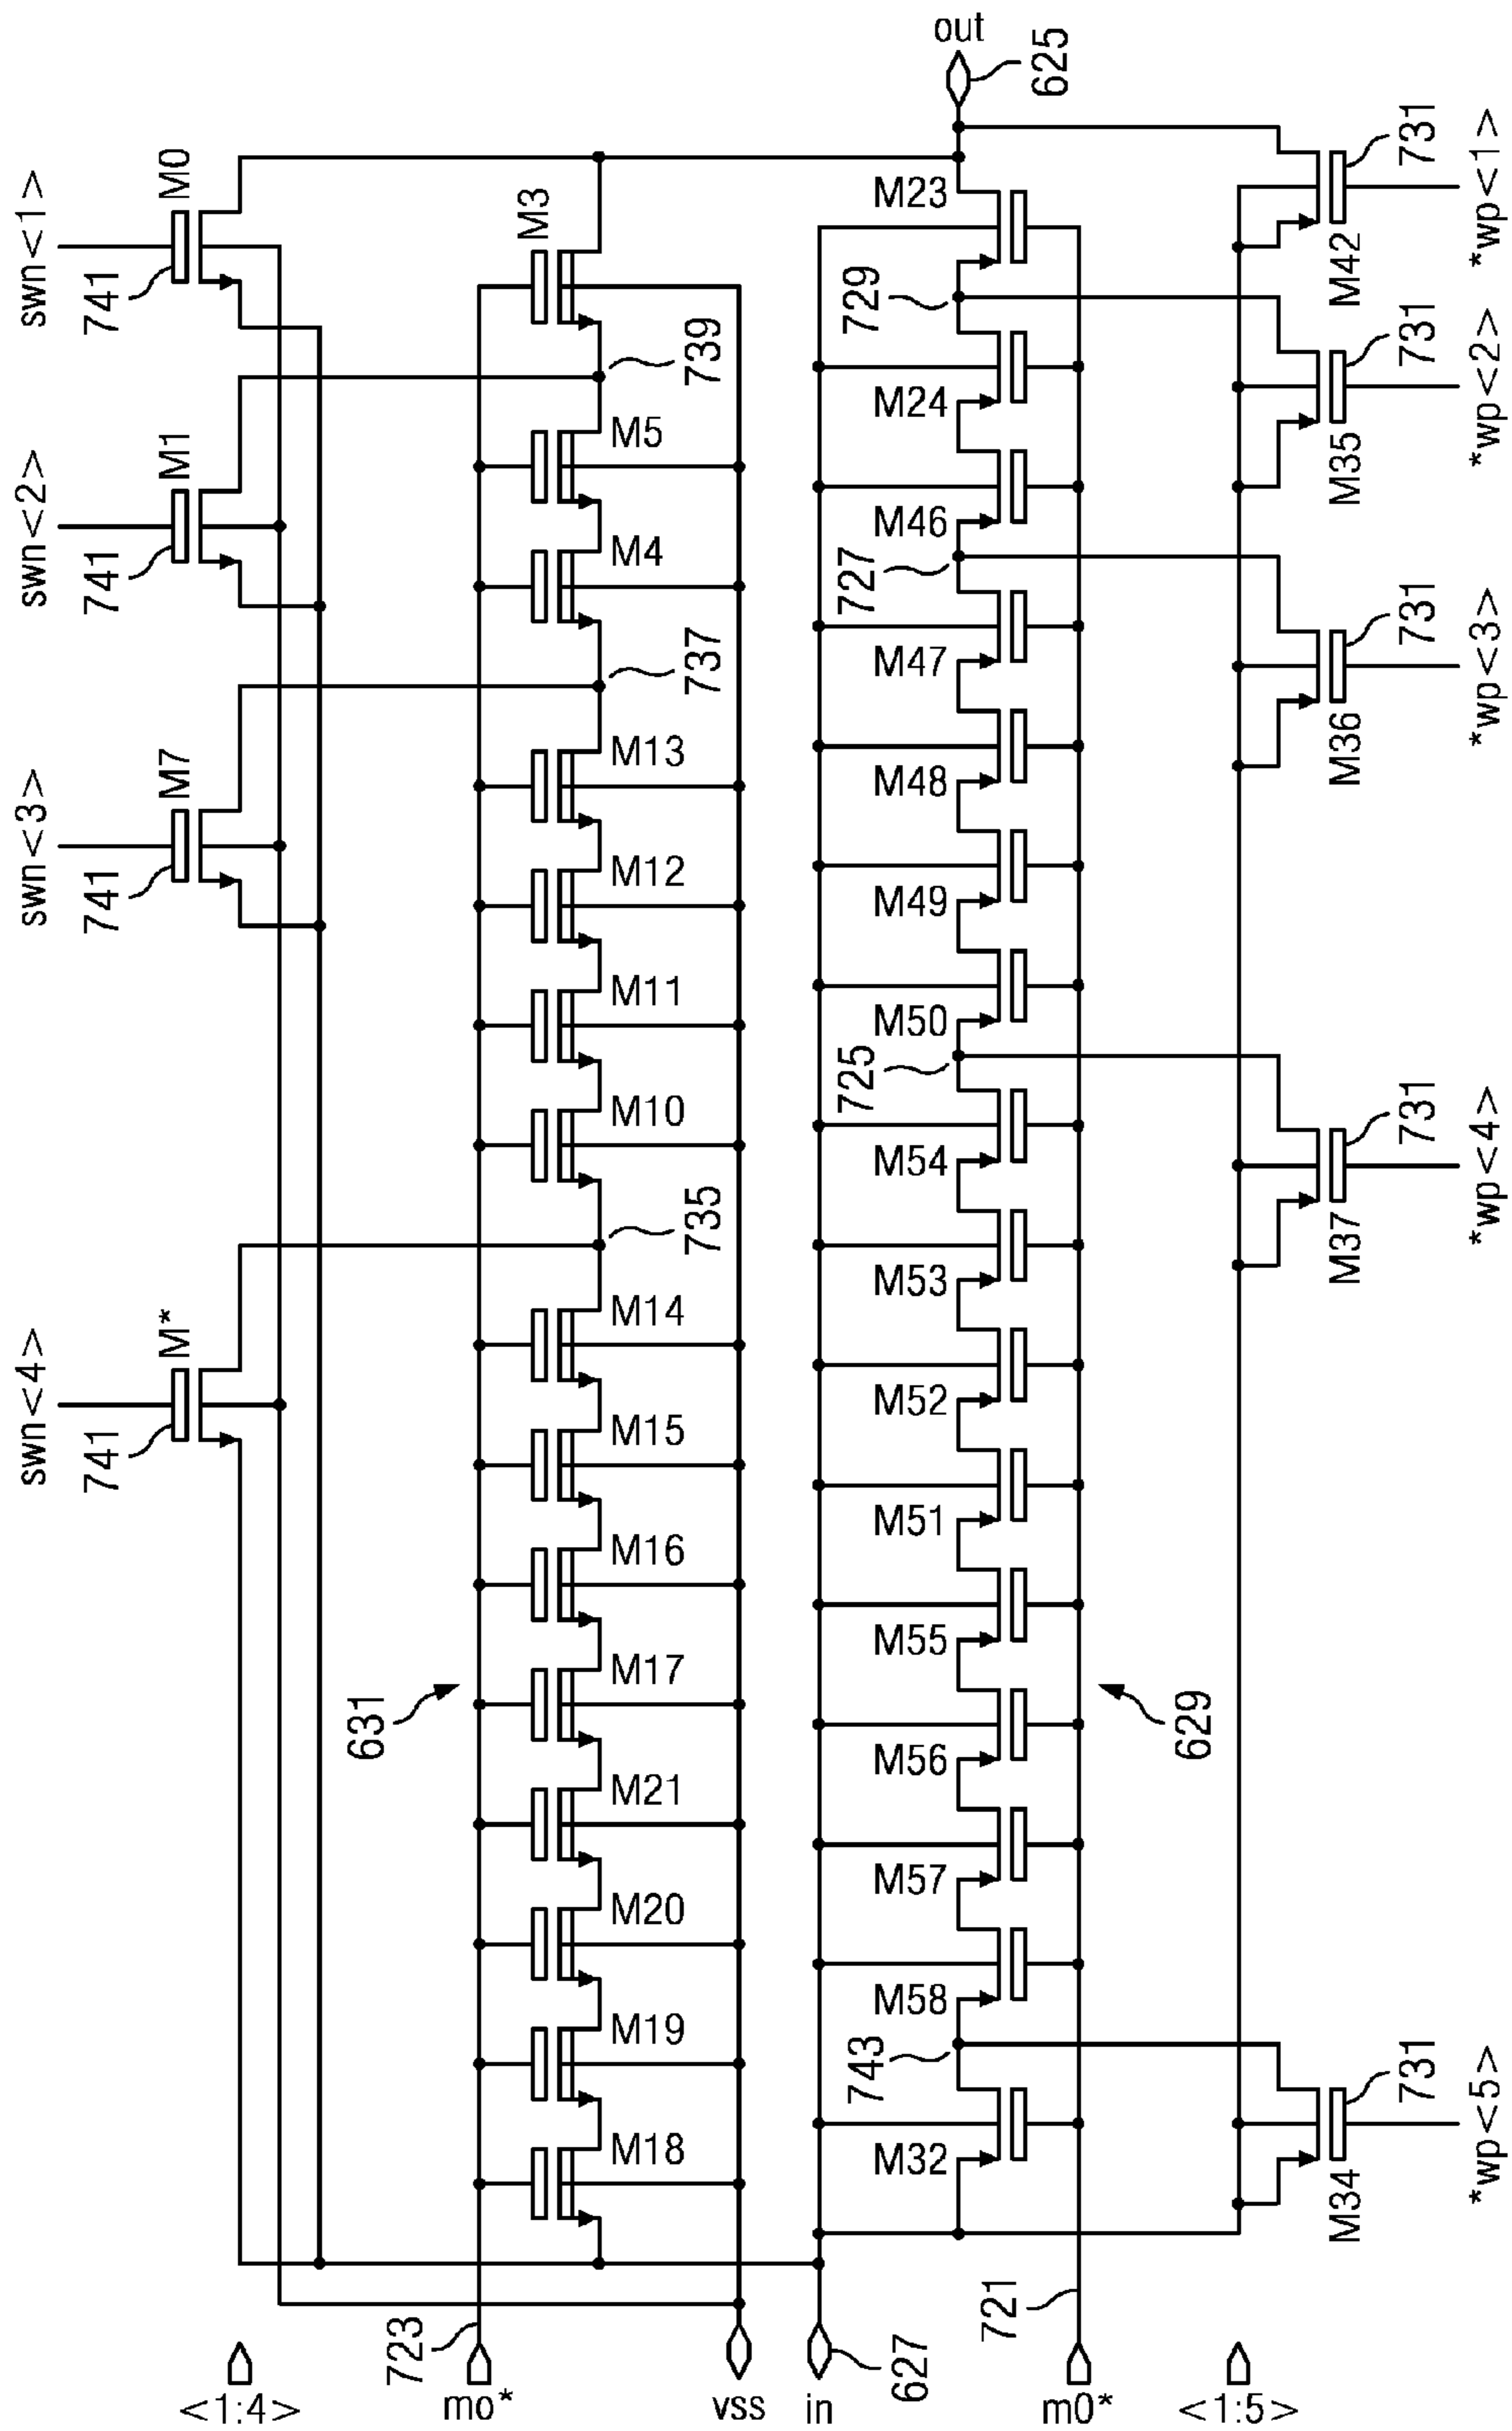 swn<4>
swn<3>
swn<2>
swn<1>
741
M*
741
M7
741
M1
741
M0
<1:4>
631
723
mo*
M18
M19
M20
M21
M17
M16
M15
M14
735
M10
M11
M12
M13
737
M4
M5
739
M3
vss
in
627
M32
743
M58
M57
M56
M55
M51
M52
M53
M54
725
M50
M49
M48
M47
727
M46
M24
729
M23
out
625
721
m0*
629
<1:5>
M34
731
M37
731
M36
731
M35
731
M42
731
*wp<5>
*wp<4>
*wp<3>
*wp<2>
*wp<1>